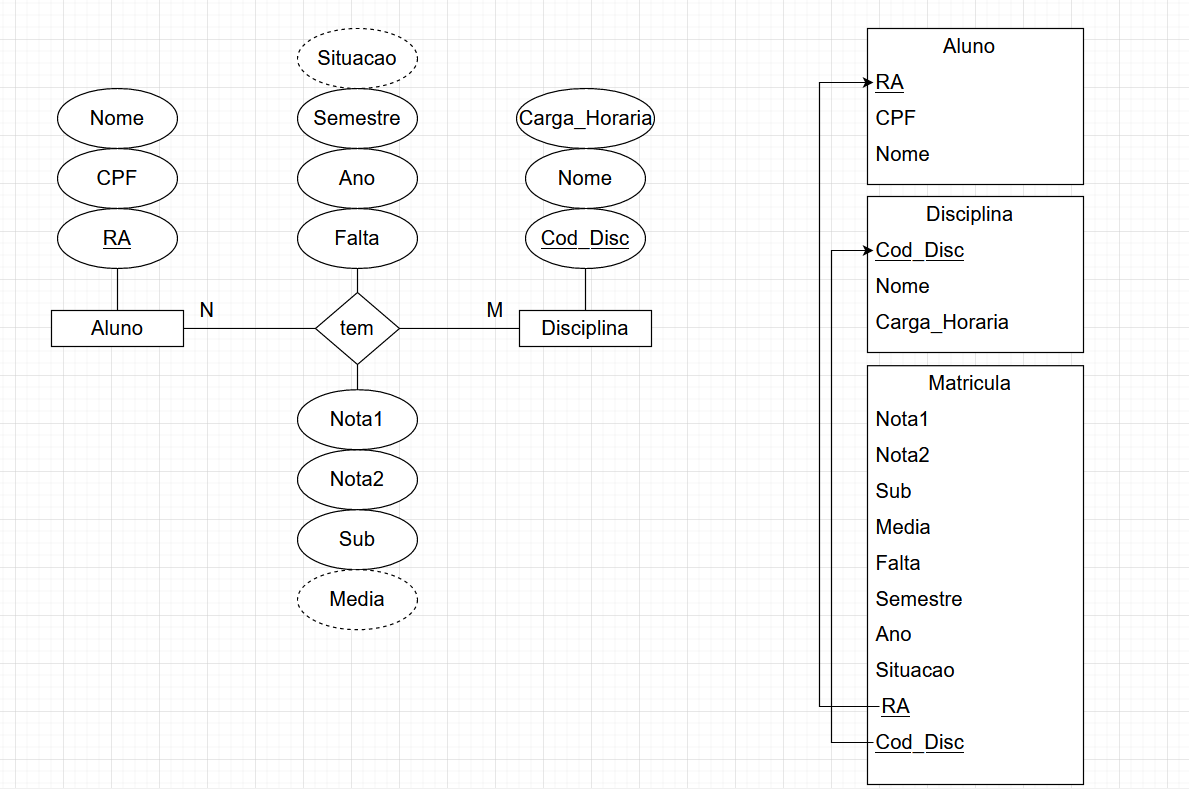 Situacao
Semestre
Ano
Falta
Nome
CPF
RA
Carga_Horaria
Nome
Cod_Disc
Aluno
N
tem
M
Disciplina
Nota1
Nota2
Sub
Media
Aluno
RA
CPF
Nome
Disciplina
Cod_Disc
Nome
Carga_Horaria
Matricula
Nota1
Nota2
Sub
Media
Falta
Semestre
Ano
Situacao
RA
Cod_Disc